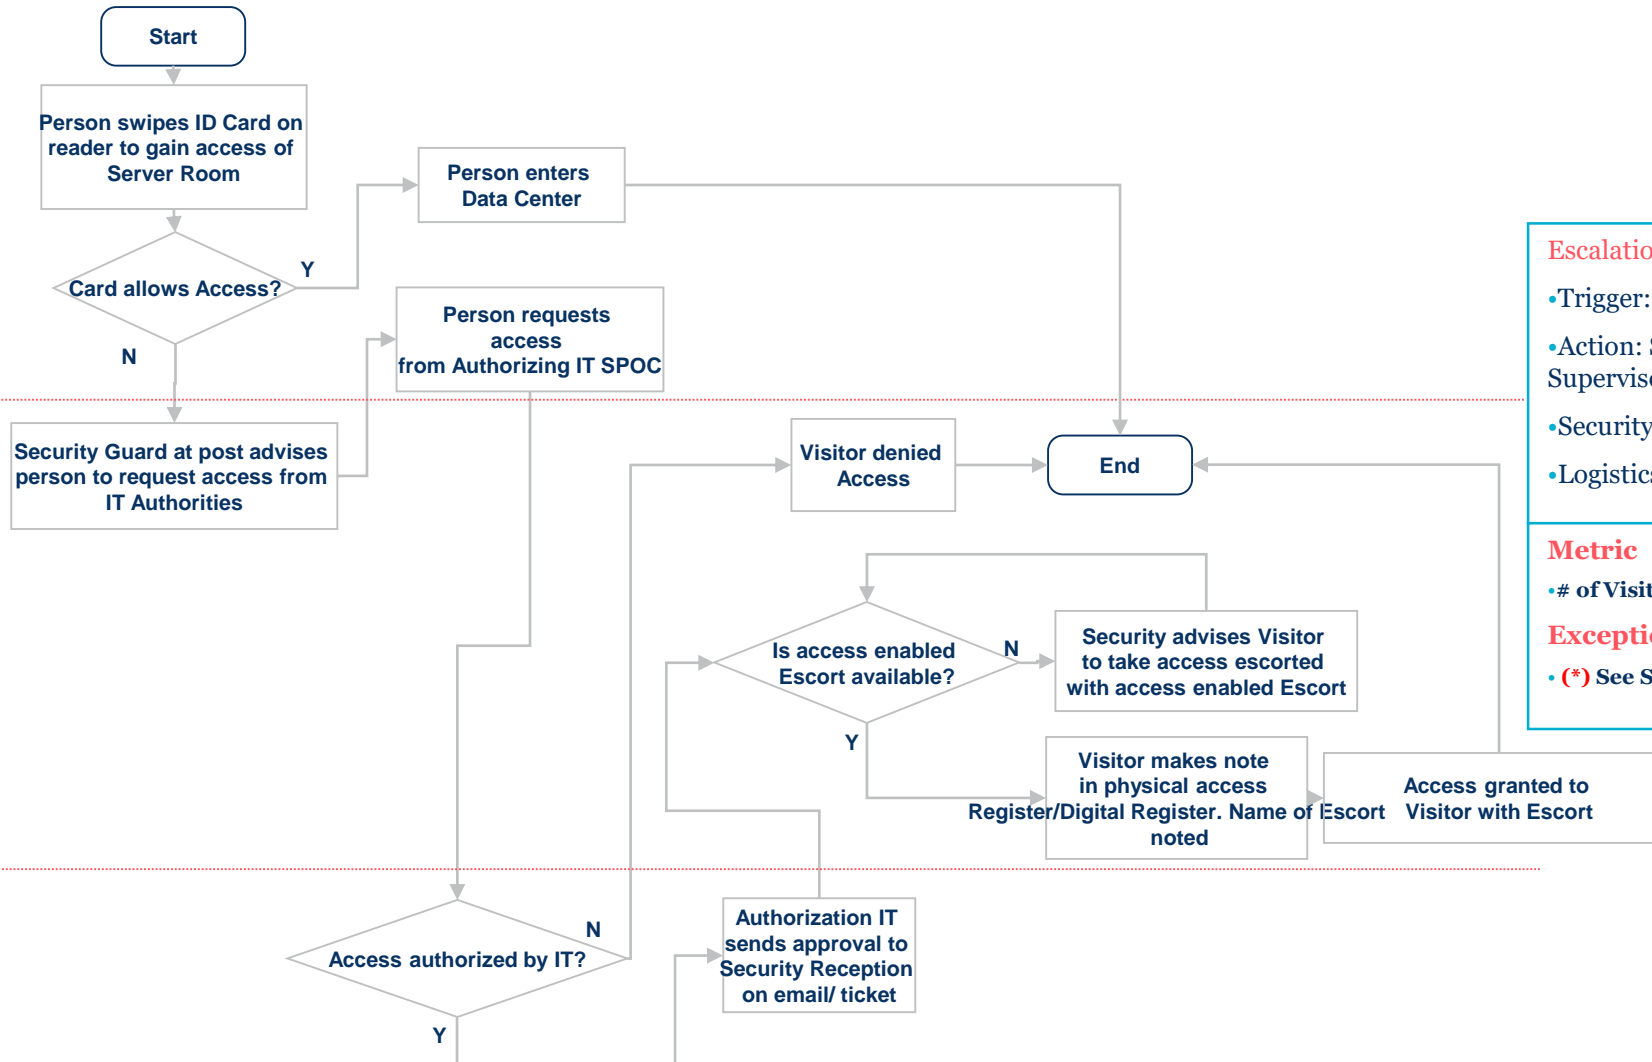 Start
Person swipes ID Card on
reader to gain access of
Server Room
Person enters
Data Center
Y
Card allows Access?
N
Person requests
access
from Authorizing IT SPOC
Security Guard at post advises
person to request access from
IT Authorities
Visitor denied
Access
End
Is access enabled
Escort available?
N
Security advises Visitor
to take access escorted
with access enabled Escort
Y
Visitor makes note
in physical access
Register/Digital Register. Name of Escort
noted
Access granted to
Visitor with Escort
Access authorized by IT?
N
Y
Authorization IT
sends approval to
Security Reception
on email/ ticket
Escalatio
•Trigger:
•Action:
Supervis
•Security
•Logistics
Metric
•# of Visit
Excepti
• (*) See S